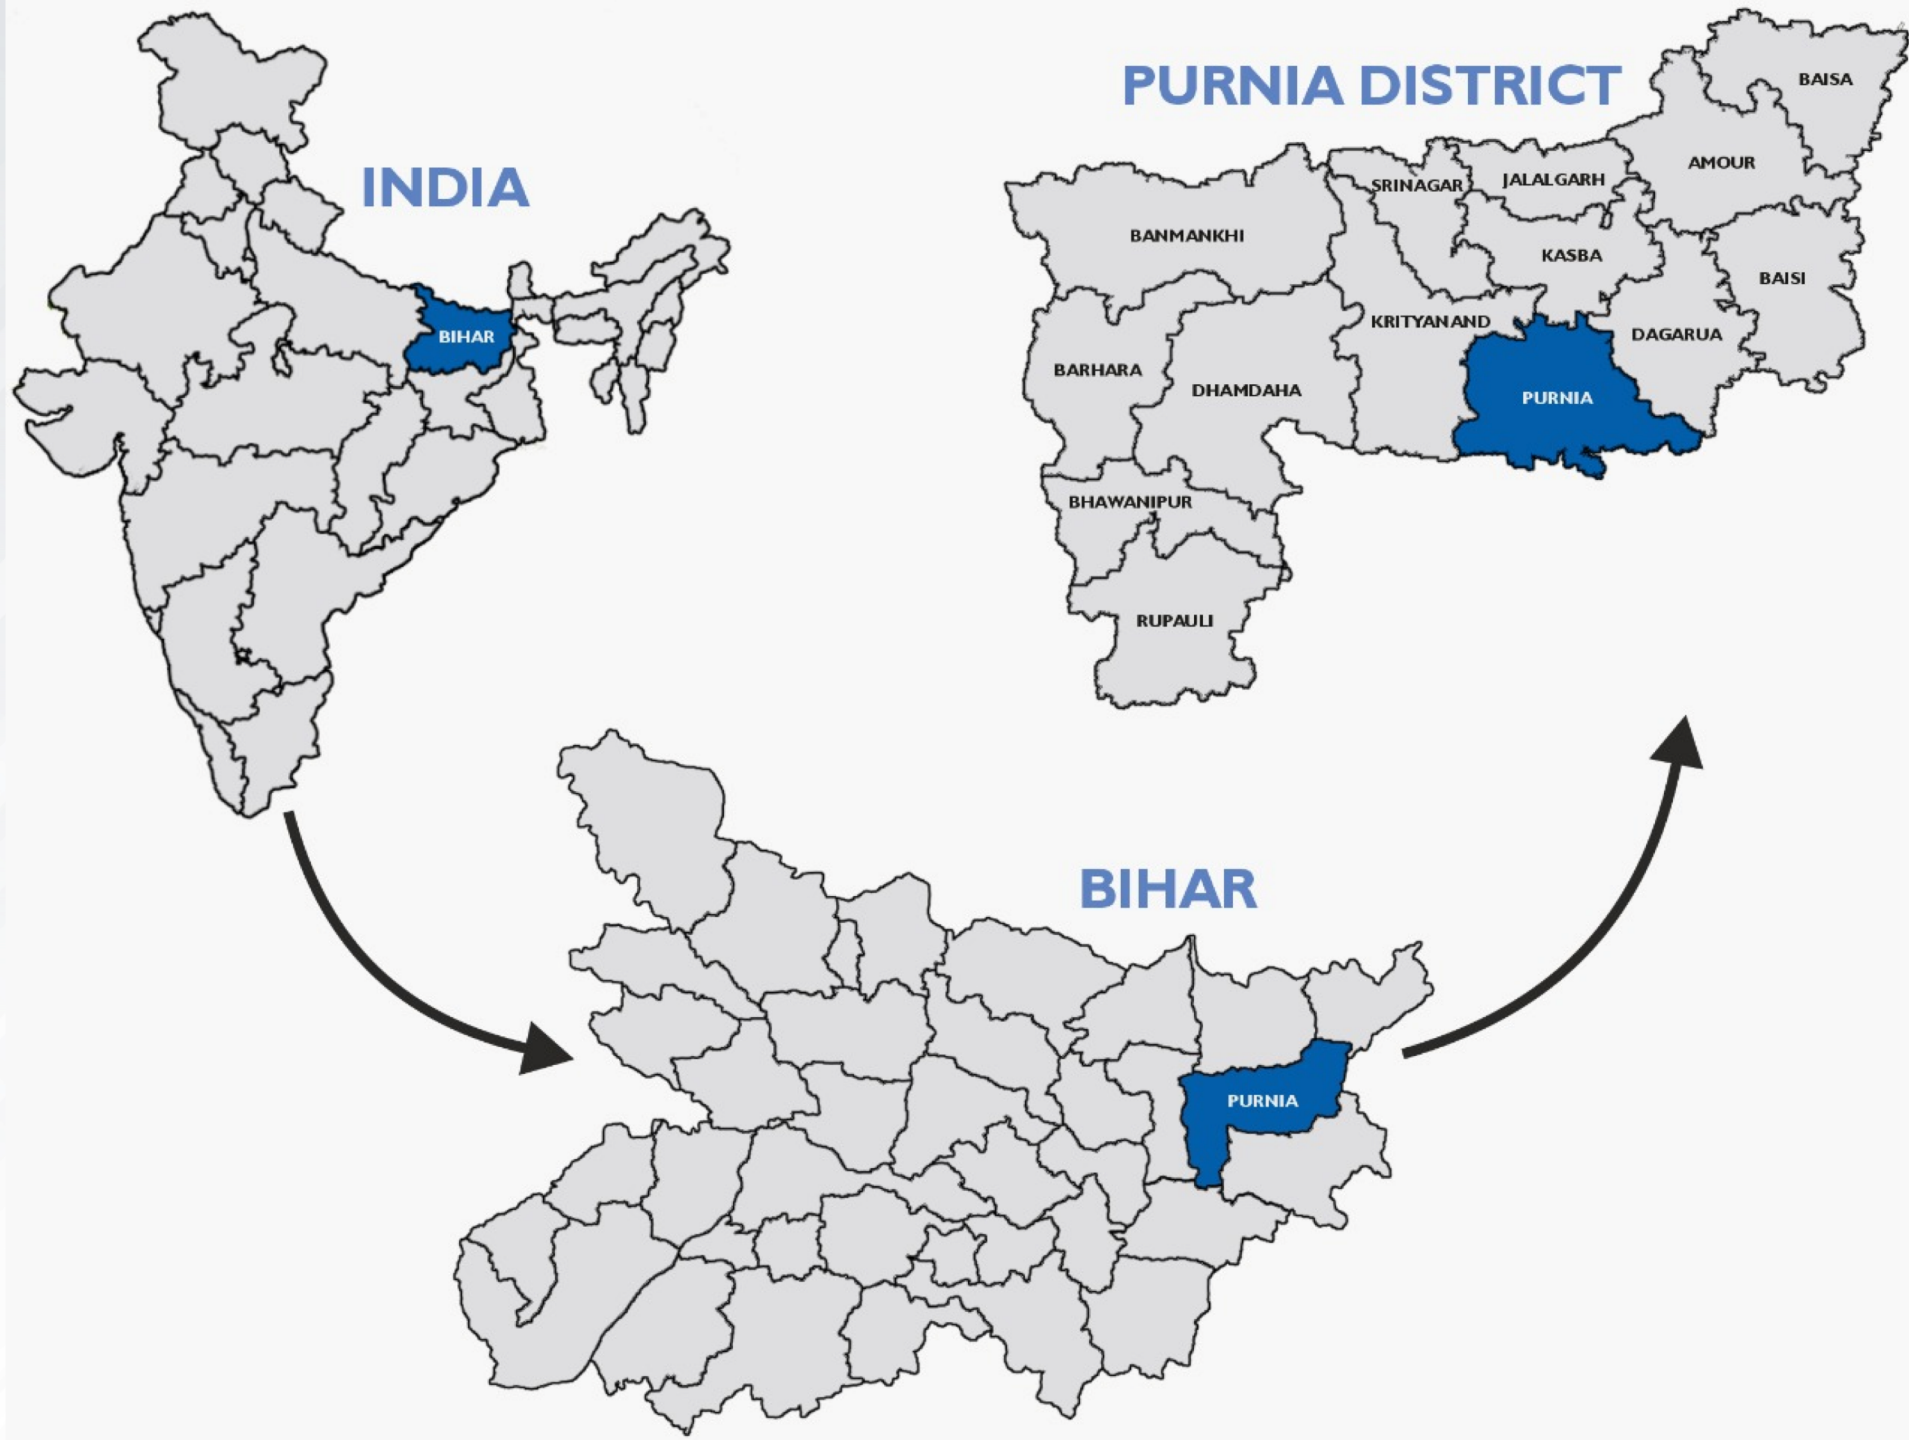 INDIA
BIHAR
PURNIA DISTRICT
BAISA
AMOUR
SRINAGAR
JALALGARH
BANMANKHI
KASBA
BAISI
KRITYANAND
DAGARUA
BARHARA
DHAMDAHA
PURNIA
BHAWANIPUR
RUPAULI
BIHAR
PURNIA